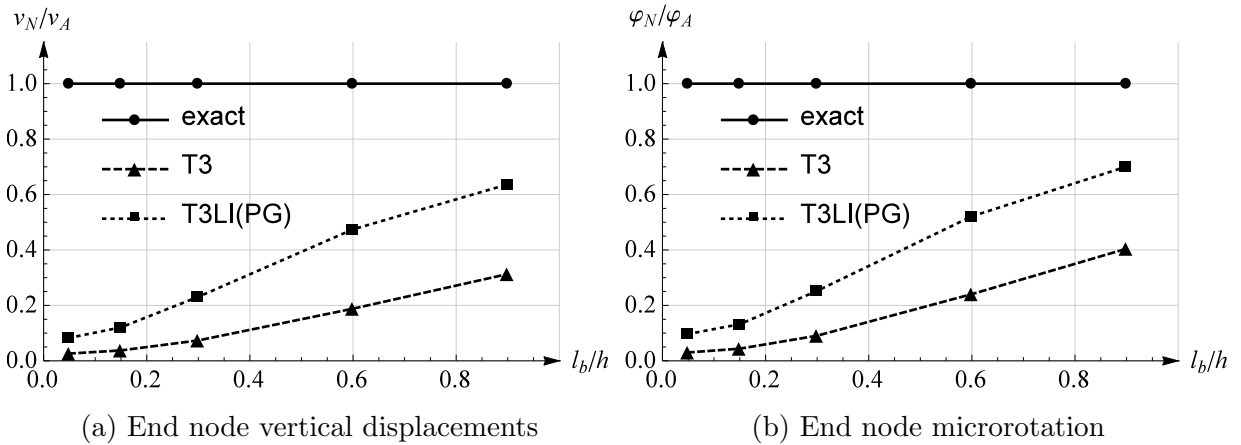 v_N/v_A
1.0
0.8
0.6
0.4
0.2
0.0
exact
T3
T3LI(PG)
0.0 0.2 0.4 0.6 0.8 l_b/h
(a) End node vertical displacements
φ_N/φ_A
1.0
0.8
0.6
0.4
0.2
0.0
exact
T3
T3LI(PG)
0.0 0.2 0.4 0.6 0.8 l_b/h
(b) End node microrotation